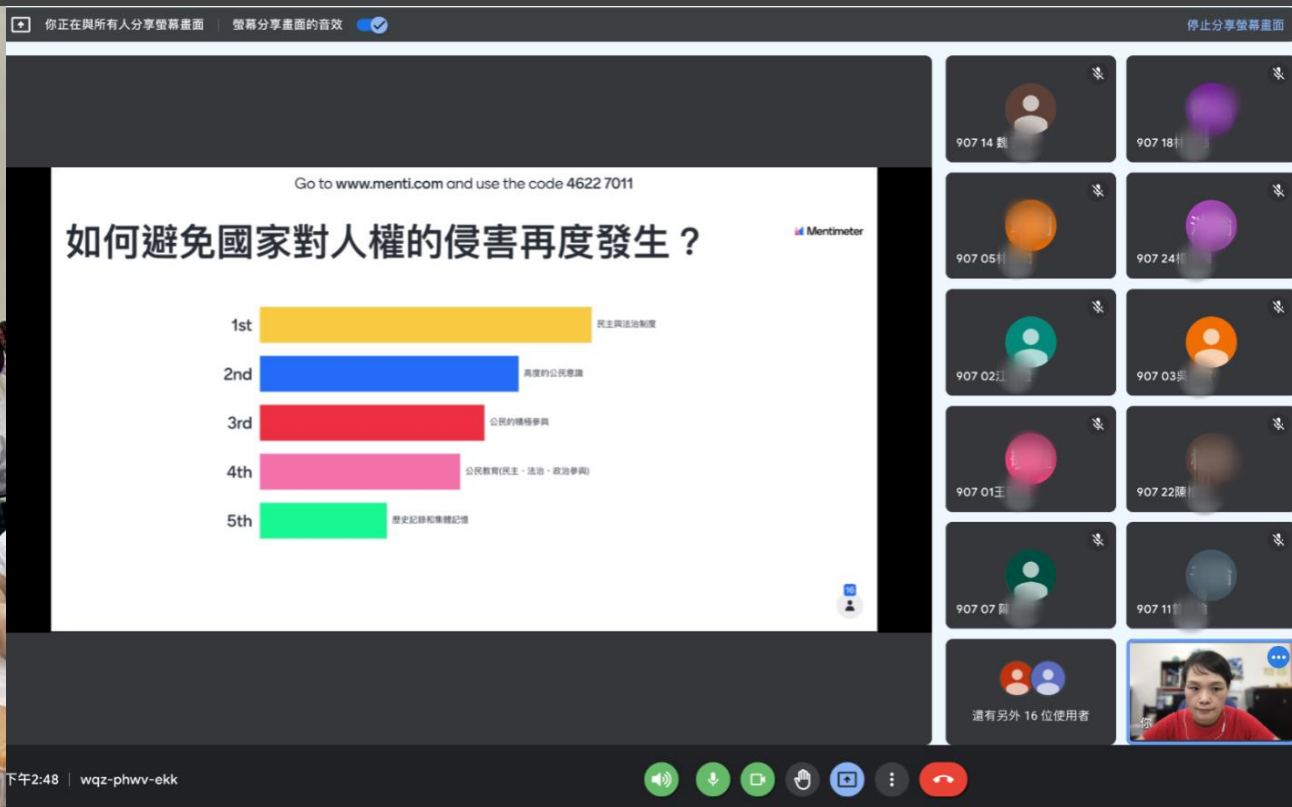 你正在與所有人分享螢幕畫面
螢幕分享畫面的音效
停止分享螢幕畫面
Go to www.menti.com and use the code 4622 7011
如何避免國家對人權的侵害再度發生？
Mentimeter
1st 民主與法治制度
2nd 高度的公民意識
3rd 公民的積極參與
4th 公民教育(民主、法治、政治參與)
5th 歷史記錄和集體記憶
16
907 14 魏
907 18
907 05
907 24
907 02 江
907 03
907 01 王
907 22 陳
907 07
907 11
還有另外 16 位使用者
你
下午2:48 | wqz-phwv-ekk